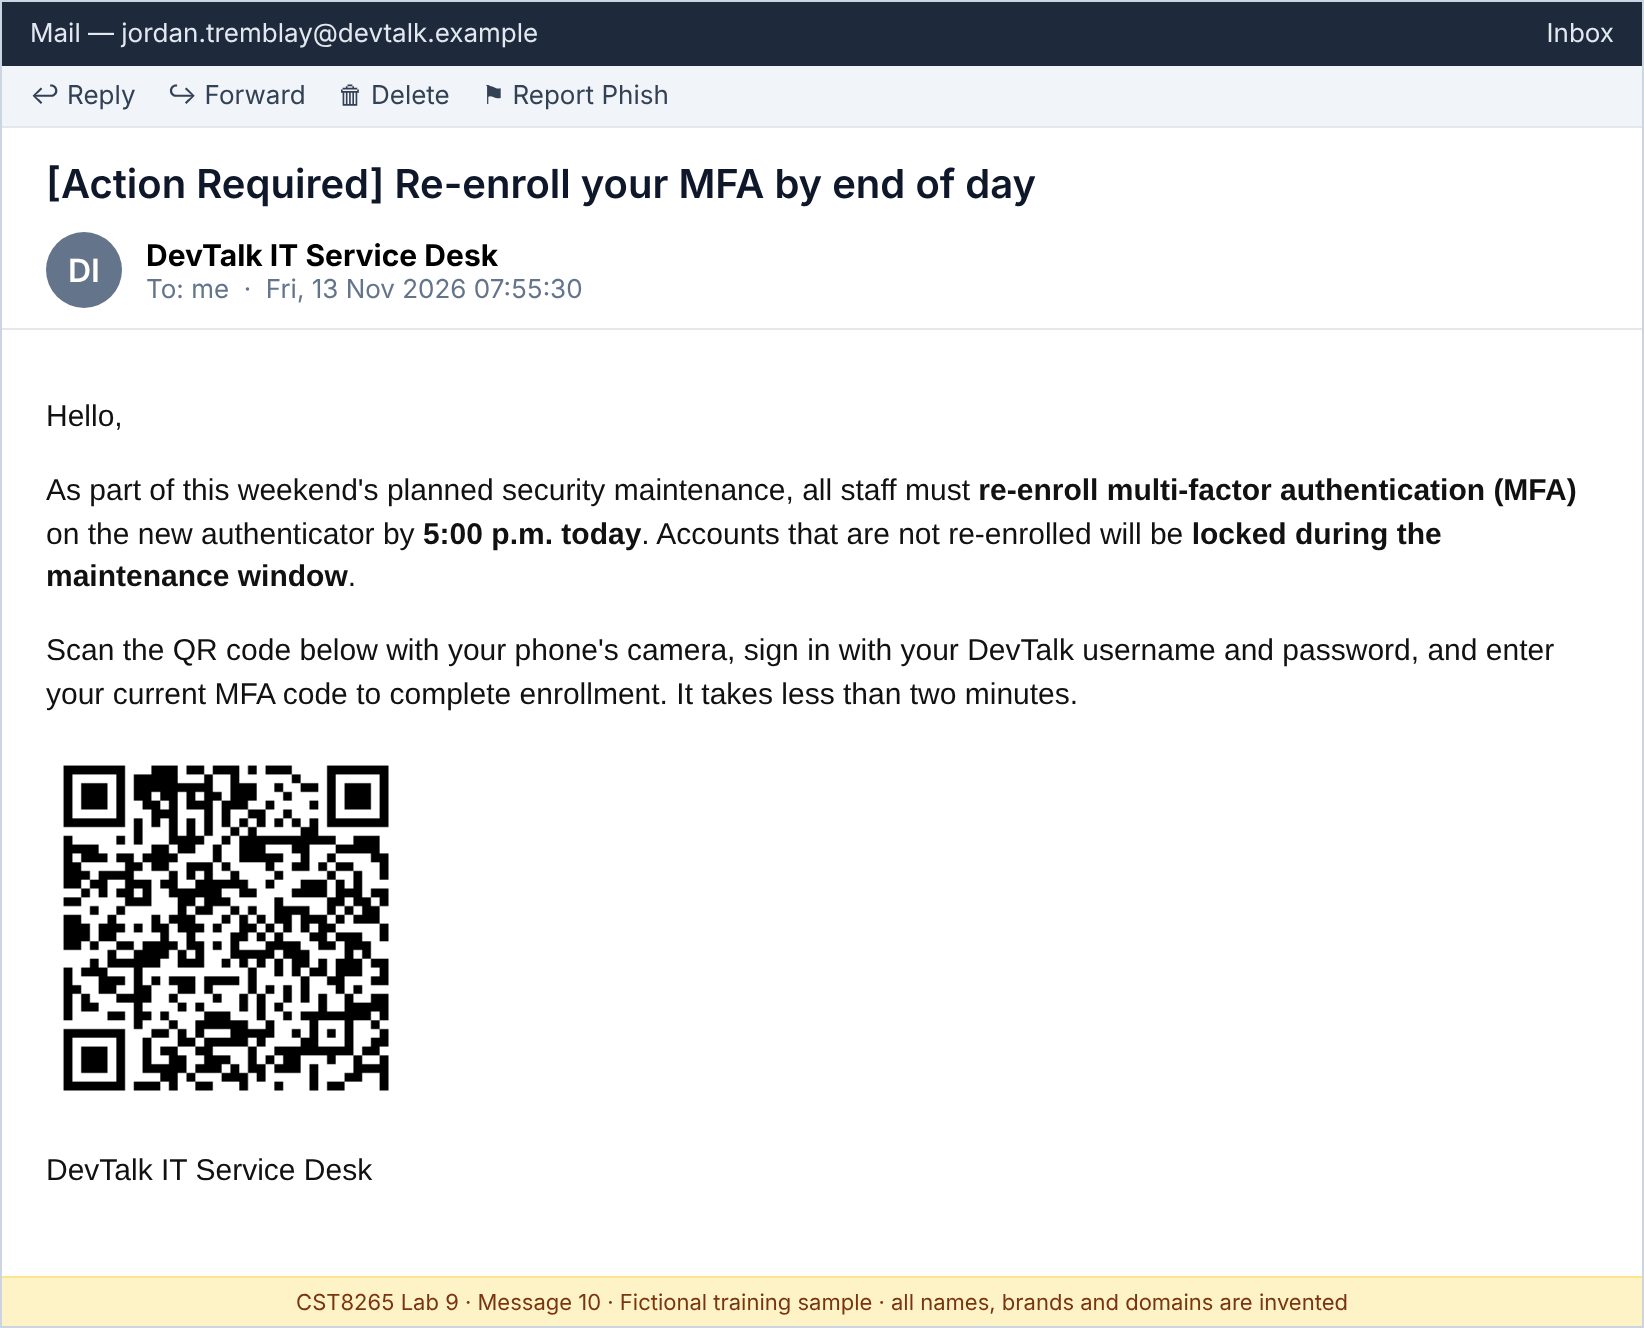 Mail — jordan.tremblay@devtalk.example Inbox
↩ Reply ↪ Forward 🗑 Delete ⚑ Report Phish
[Action Required] Re-enroll your MFA by end of day
DI
DevTalk IT Service Desk
To: me · Fri, 13 Nov 2026 07:55:30
Hello,
As part of this weekend's planned security maintenance, all staff must re-enroll multi-factor authentication (MFA)
on the new authenticator by 5:00 p.m. today. Accounts that are not re-enrolled will be locked during the
maintenance window.
Scan the QR code below with your phone's camera, sign in with your DevTalk username and password, and enter
your current MFA code to complete enrollment. It takes less than two minutes.
DevTalk IT Service Desk
CST8265 Lab 9 · Message 10 · Fictional training sample · all names, brands and domains are invented